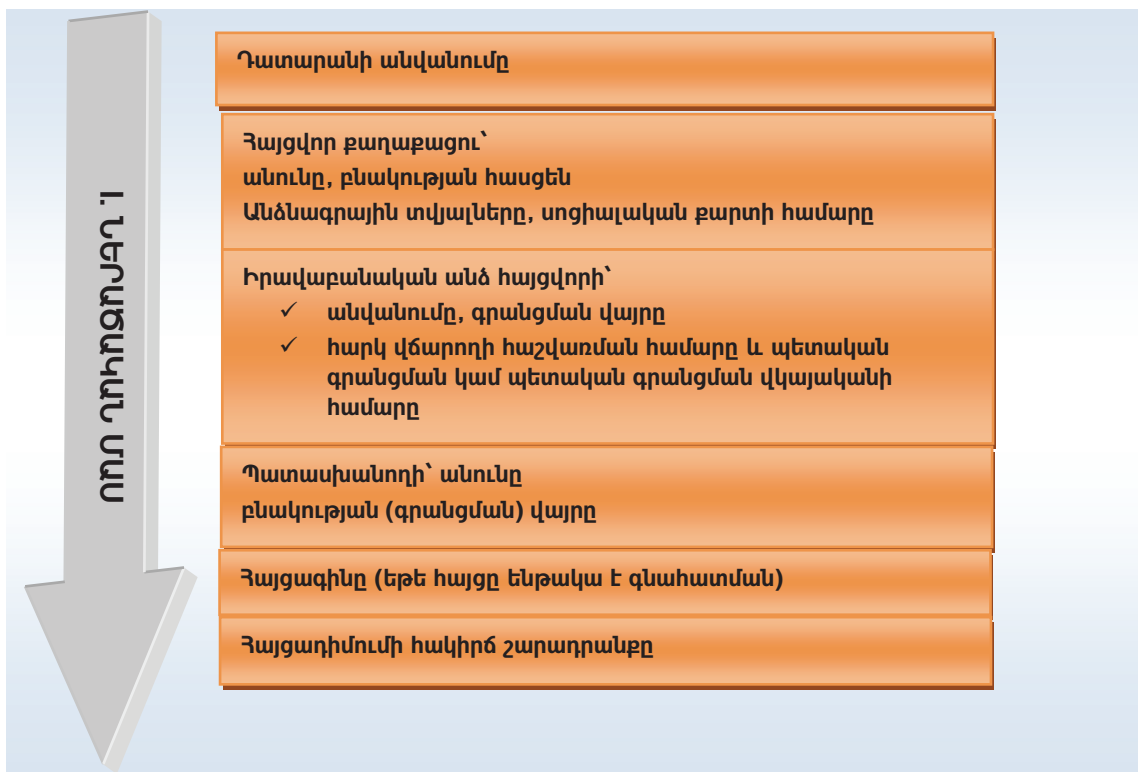 I. ՆԵՐԱԾԱԿԱՆ ՄԱՍ
Դատարանի անվանումը
Հայցվոր քաղաքացու՝
անունը, բնակության հասցեն
Անձնագրային տվյալները, սոցիալական քարտի համարը
Իրավաբանական անձ հայցվորի՝
✓ անվանումը, գրանցման վայրը
✓ հարկ վճարողի հաշվառման համարը և պետական
գրանցման կամ պետական գրանցման վկայականի
համարը
Պատասխանողի՝ անունը
բնակության (գրանցման) վայրը
Հայցագինը (եթե հայցը ենթակա է գնահատման)
Հայցադիմումի հակիրճ շարադրանքը